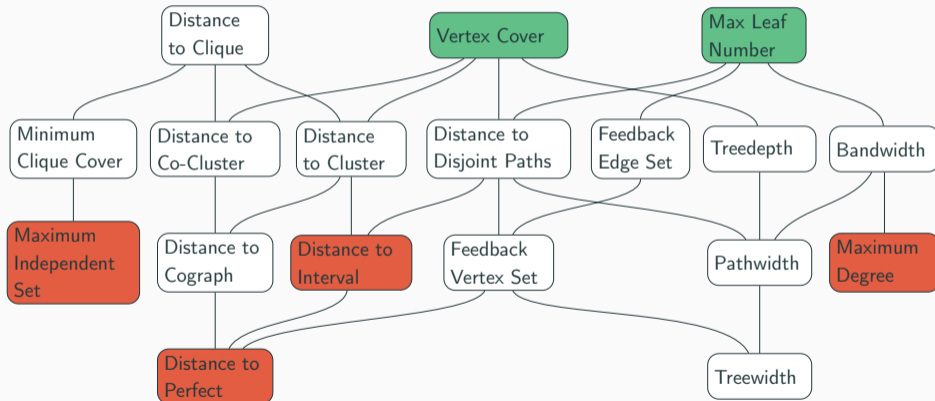 Distance
to Clique
Vertex Cover
Max Leaf
Number
Minimum
Clique Cover
Distance to
Co-Cluster
Distance
to Cluster
Distance to
Disjoint Paths
Feedback
Edge Set
Treedepth
Bandwidth
Maximum
Independent
Set
Distance to
Cograph
Distance to
Interval
Feedback
Vertex Set
Pathwidth
Maximum
Degree
Distance to
Perfect
Treewidth